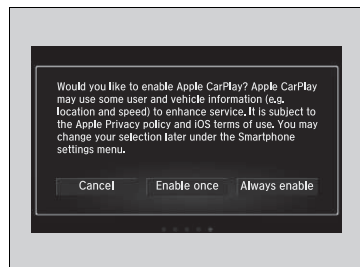 Would you like to enable Apple CarPlay? Apple CarPlay
may use some user and vehicle information (e.g.
location and speed) to enhance service. It is subject to
the Apple Privacy policy and iOS terms of use. You may
change your selection later under the Smartphone
settings menu.
Cancel Enable once Always enable